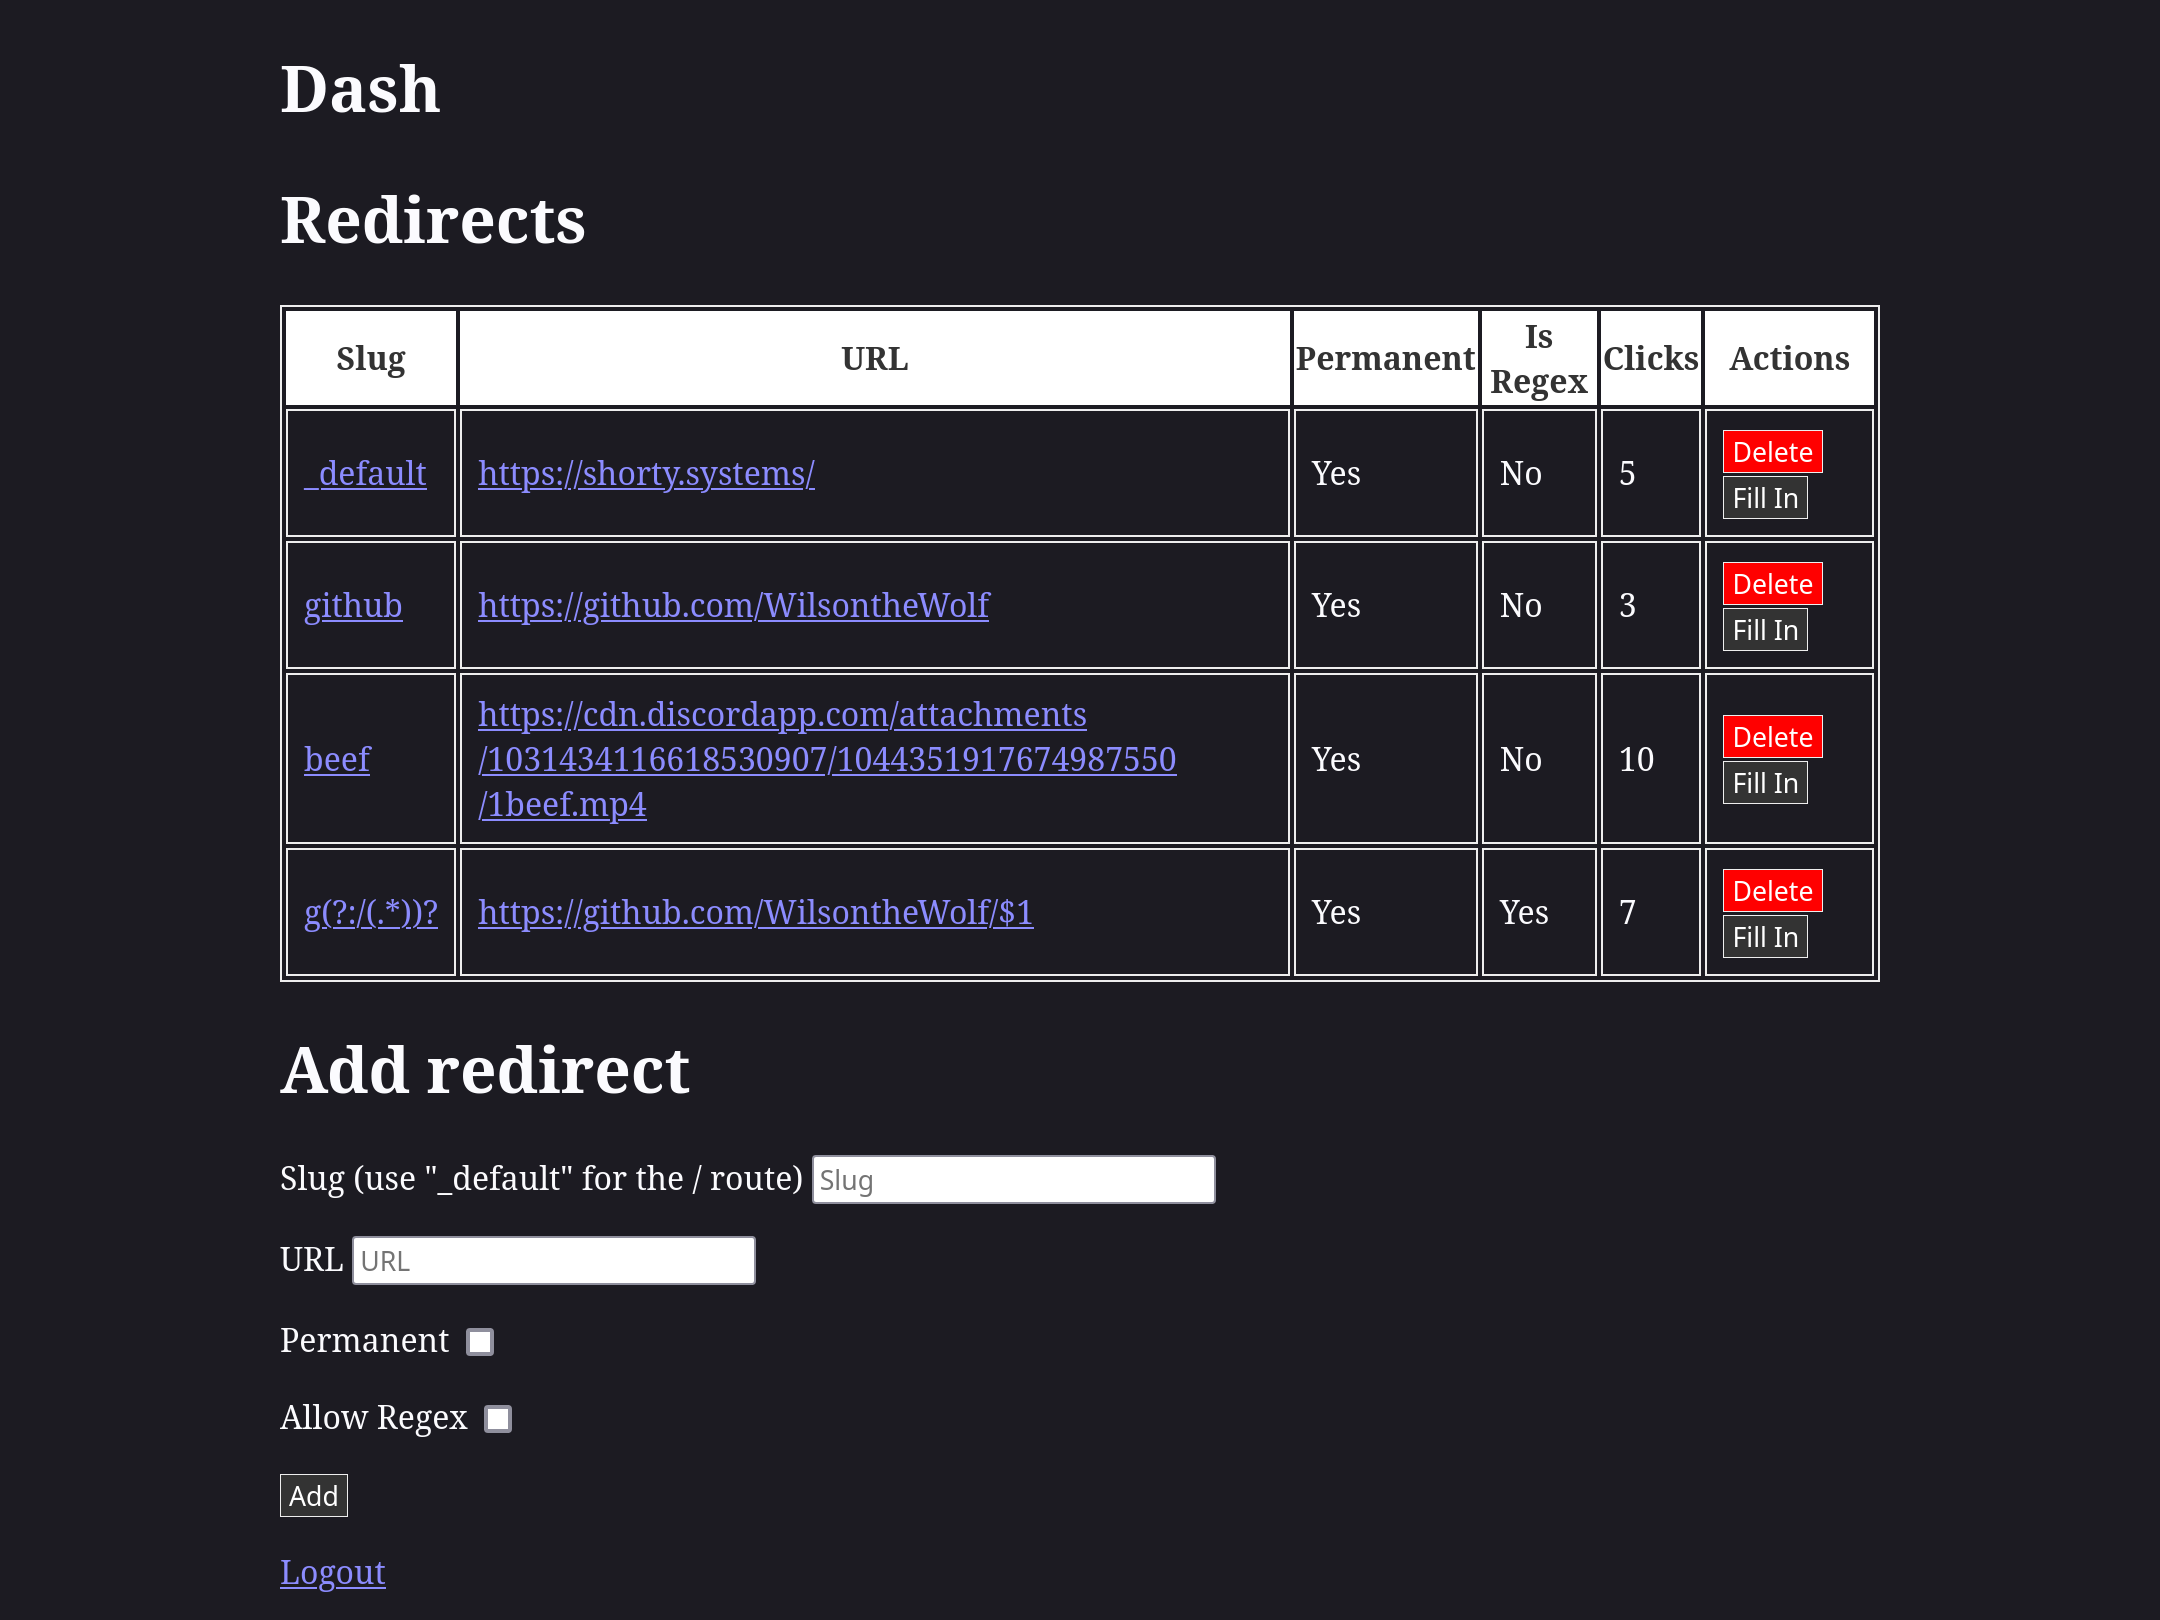 Dash
Redirects
Slug URL Permanent Is Regex Clicks Actions
_default https://shorty.systems/ Yes No 5 Delete
Fill In
github https://github.com/WilsontheWolf Yes No 3 Delete
Fill In
beef https://cdn.discordapp.com/attachments
/1031434116618530907/1044351917674987550
/1beef.mp4 Yes No 10 Delete
Fill In
g(?:/(.*))? https://github.com/WilsontheWolf/$1 Yes Yes 7 Delete
Fill In
Add redirect
Slug (use "_default" for the / route) Slug
URL URL
Permanent
Allow Regex
Add
Logout